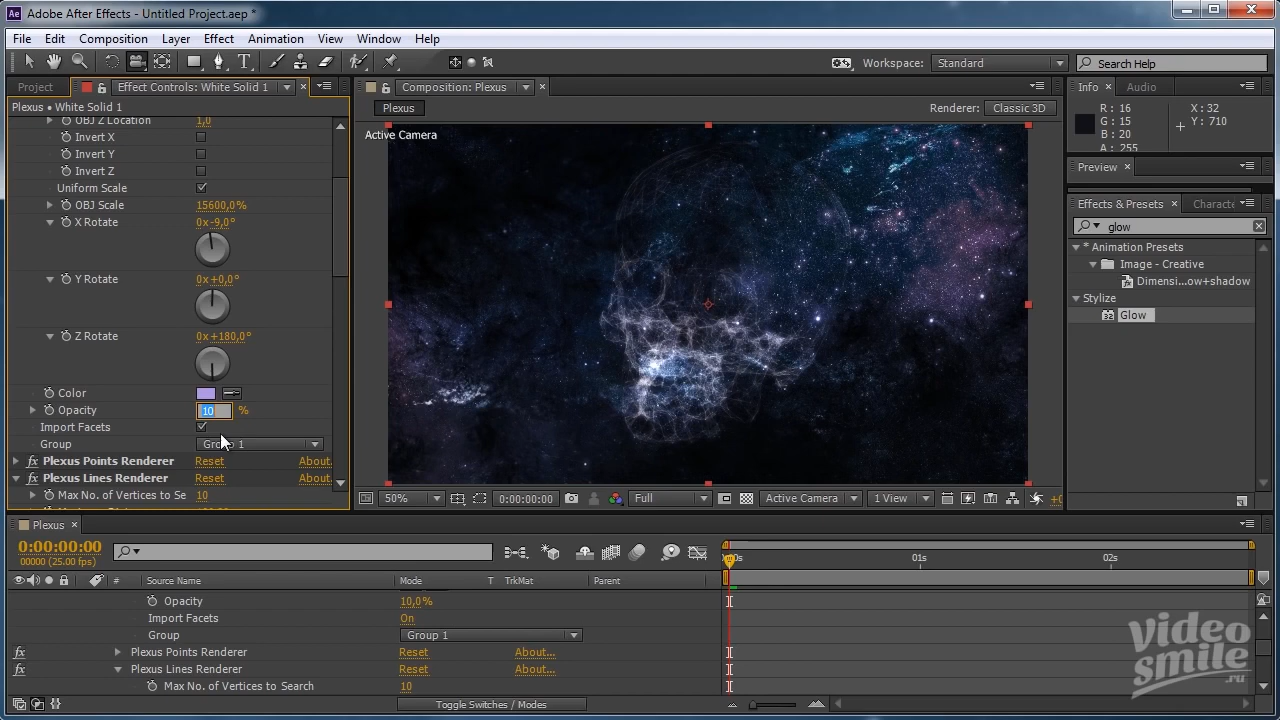 Adobe After Effects - Untitled Project.aep *
File Edit Composition Layer Effect Animation View Window Help
Workspace: Standard Search Help
Project Effect Controls: White Solid 1 Composition: Plexus Info Audio
Plexus • White Solid 1
Plexus Renderer: Classic 3D
Active Camera
R : 16 X : 32
G : 15 Y : 710
B : 20
A : 255
OBJ Z Location 1,0
Invert X
Invert Y
Invert Z
Uniform Scale
OBJ Scale 15600,0%
X Rotate 0x-9,0°
Y Rotate 0x+0,0°
Z Rotate 0x+180,0°
Color
Opacity 10 %
Import Facets
Group Group 1
Plexus Points Renderer Reset About.
Plexus Lines Renderer Reset About.
Max No. of Vertices to Se 10
Preview
Effects & Presets Characte
glow
* Animation Presets
Image - Creative
Dimensi...ow+shadow
Stylize
Glow
50% 0:00:00:00 Full Active Camera 1 View +0
Plexus
0:00:00:00
00000 (25.00 fps)
01s 02s
# Source Name Mode T TrkMat Parent
Opacity 10,0%
Import Facets On
Group Group 1
Plexus Points Renderer Reset About...
Plexus Lines Renderer Reset About...
Max No. of Vertices to Search 10
Toggle Switches / Modes
video
smile
.ru